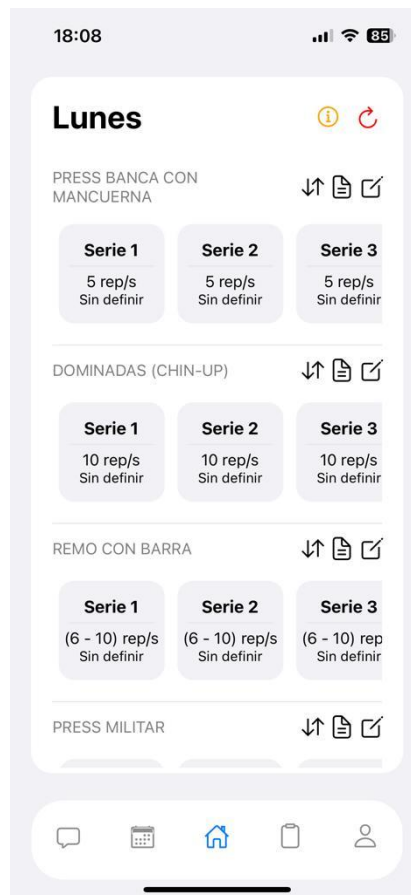 18:08
85
Lunes
PRESS BANCA CON
MANCUERNA
Serie 1 Serie 2 Serie 3
5 rep/s 5 rep/s 5 rep/s
Sin definir Sin definir Sin definir
DOMINADAS (CHIN-UP)
Serie 1 Serie 2 Serie 3
10 rep/s 10 rep/s 10 rep/s
Sin definir Sin definir Sin definir
REMO CON BARRA
Serie 1 Serie 2 Serie 3
(6 - 10) rep/s (6 - 10) rep/s (6 - 10) rep
Sin definir Sin definir Sin definir
PRESS MILITAR